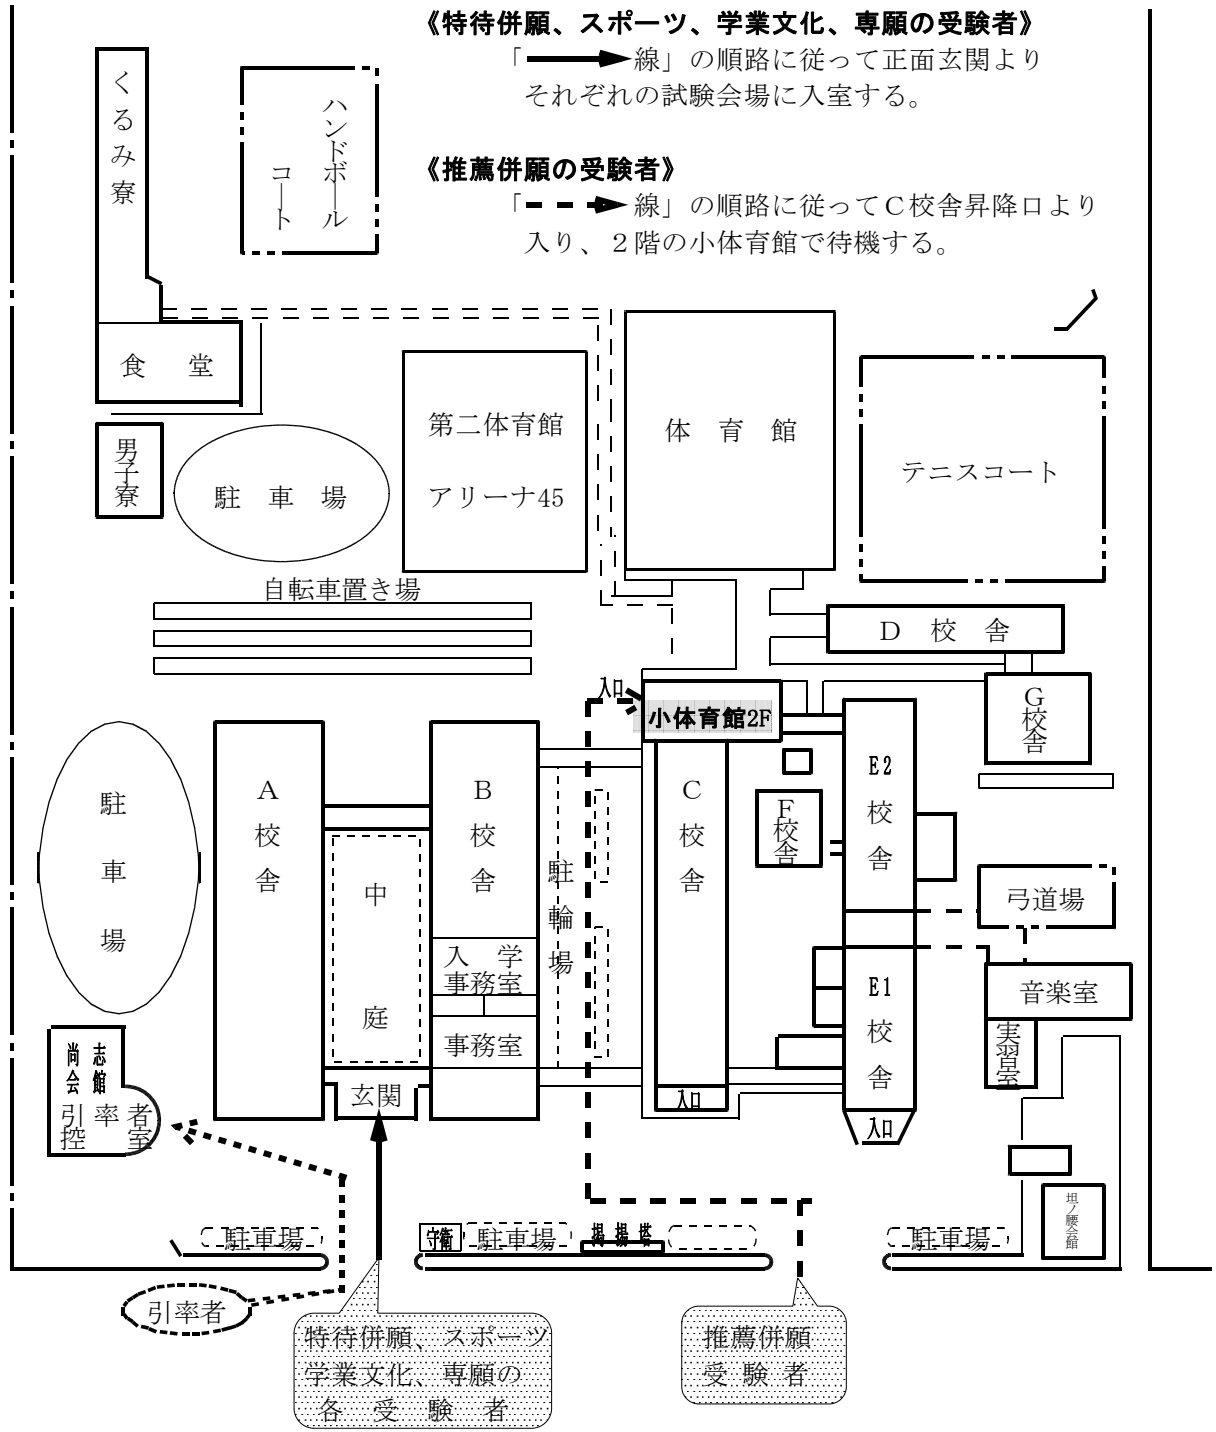 《特待併願、スポーツ、学業文化、専願の受験者》
「線」の順路に従って正面玄関より
それぞれの試験会場に入室する。
《推薦併願の受験者》
「線」の順路に従ってC校舎昇降口より
入り、2階の小体育館で待機する。
くるみ寮
ハンドボール
コート
食堂
男子寮
駐車場
第二体育館
アリーナ45
体育館
テニスコート
自転車置き場
D校舎
入口
小体育館2F
G校舎
駐車場
A校舎
B校舎
C校舎
E2校舎
F校舎
中庭
駐輪場
弓道場
入学
事務室
事務室
E1校舎
音楽室
実習室
尚志
会館
引率者
控室
玄関
入口
入口
駐車場
守衛
駐車場
掲揚塔
駐車場
坦ノ腰会館
引率者
特待併願、スポーツ
学業文化、専願の
各受験者
推薦併願
受験者